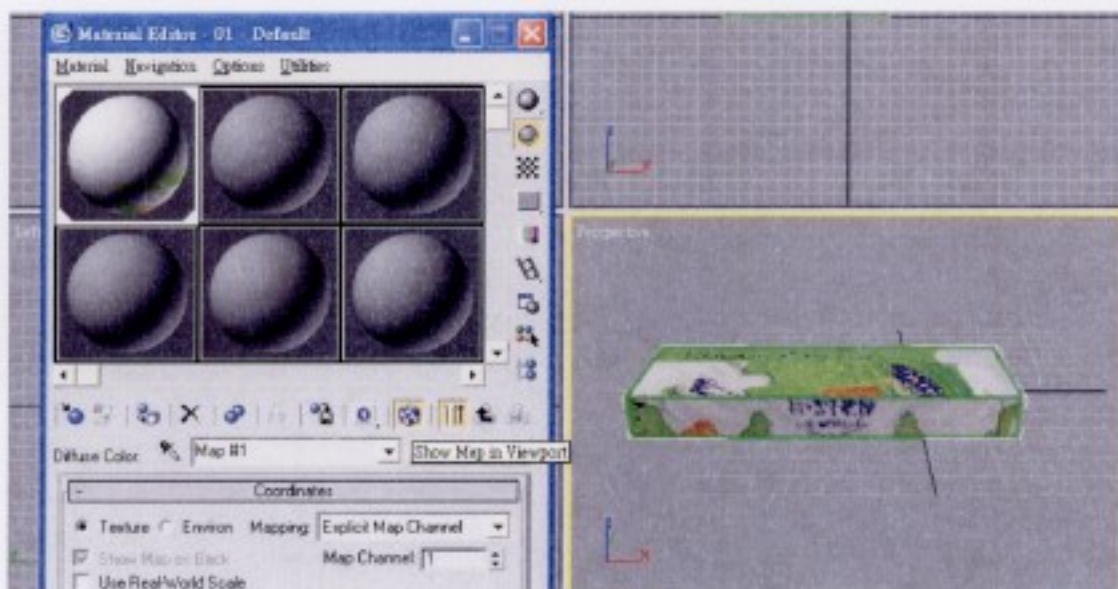 Material Editor - 01 - Default
Material Navigation Options Utilities
Perspective
Diffuse Color: Map #1
Show Map in Viewport
- Coordinates
Texture Environ Mapping: Explicit Map Channel
Show Map on Back Map Channel: 1
Use Real-World Scale